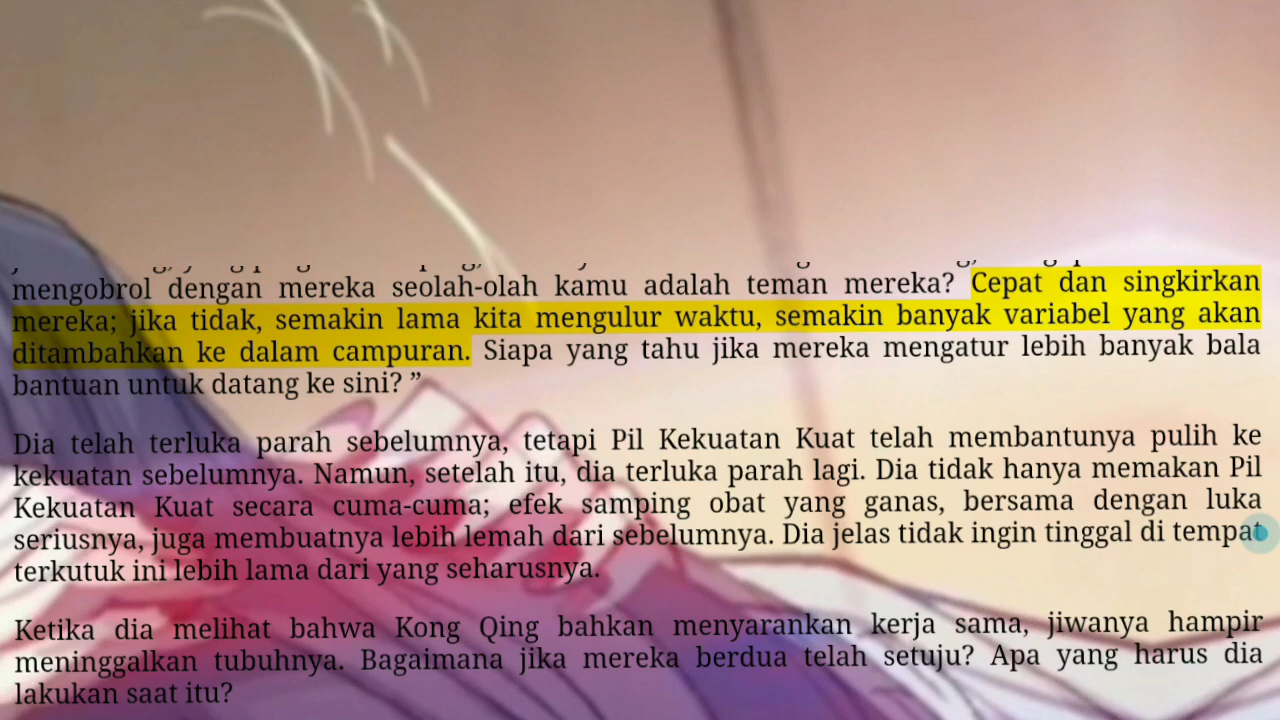 mengobrol dengan mereka seolah-olah kamu adalah teman mereka? Cepat dan singkirkan
mereka; jika tidak, semakin lama kita mengulur waktu, semakin banyak variabel yang akan
ditambahkan ke dalam campuran. Siapa yang tahu jika mereka mengatur lebih banyak bala
bantuan untuk datang ke sini? ”
Dia telah terluka parah sebelumnya, tetapi Pil Kekuatan Kuat telah membantunya pulih ke
kekuatan sebelumnya. Namun, setelah itu, dia terluka parah lagi. Dia tidak hanya memakan Pil
Kekuatan Kuat secara cuma-cuma; efek samping obat yang ganas, bersama dengan luka
seriusnya, juga membuatnya lebih lemah dari sebelumnya. Dia jelas tidak ingin tinggal di tempat
terkutuk ini lebih lama dari yang seharusnya.
Ketika dia melihat bahwa Kong Qing bahkan menyarankan kerja sama, jiwanya hampir
meninggalkan tubuhnya. Bagaimana jika mereka berdua telah setuju? Apa yang harus dia
lakukan saat itu?